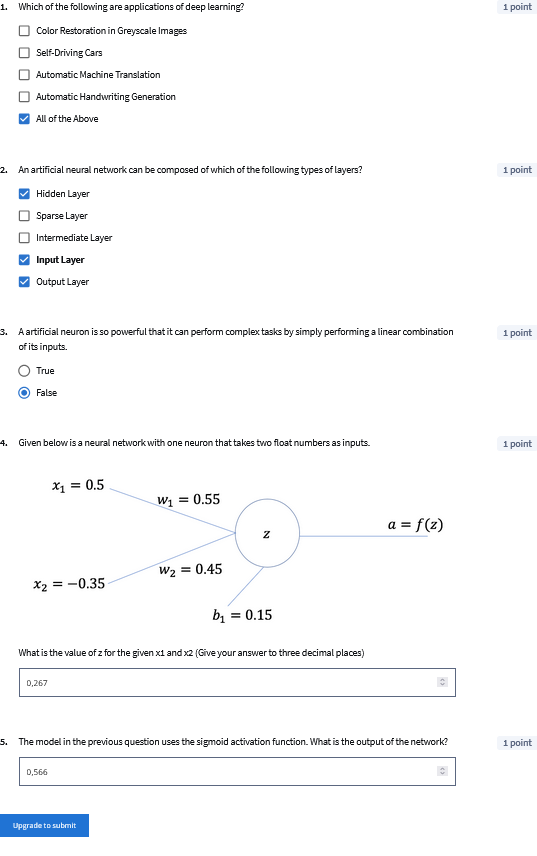 1. Which of the following are applications of deep learning? 1 point
Color Restoration in Greyscale Images
Self-Driving Cars
Automatic Machine Translation
Automatic Handwriting Generation
All of the Above
2. An artificial neural network can be composed of which of the following types of layers? 1 point
Hidden Layer
Sparse Layer
Intermediate Layer
Input Layer
Output Layer
3. A artificial neuron is so powerful that it can perform complex tasks by simply performing a linear combination 1 point
of its inputs.
True
False
4. Given below is a neural network with one neuron that takes two float numbers as inputs. 1 point
x₁ = 0.5
w₁ = 0.55
a = f(z)
z
w₂ = 0.45
x₂ = −0.35
b₁ = 0.15
What is the value of z for the given x1 and x2 (Give your answer to three decimal places)
0,267
5. The model in the previous question uses the sigmoid activation function. What is the output of the network? 1 point
0,566
Upgrade to submit